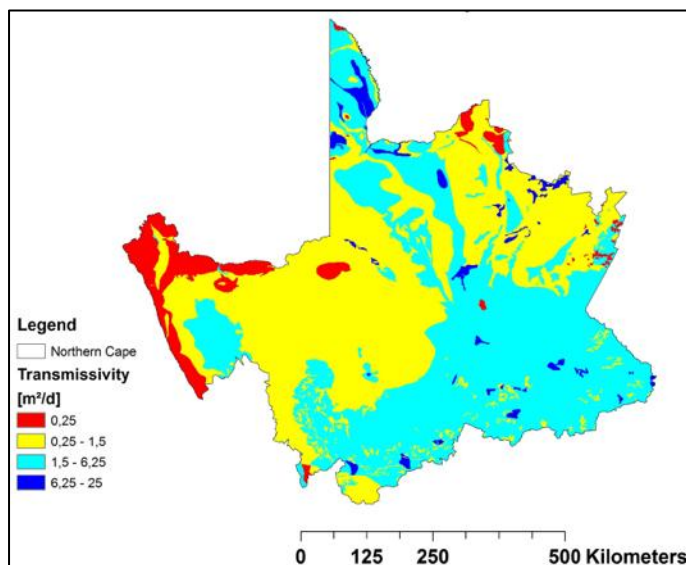 Legend
Northern Cape
Transmissivity
[m²/d]
0,25
0,25 - 1,5
1,5 - 6,25
6,25 - 25
0 125 250 500 Kilometers